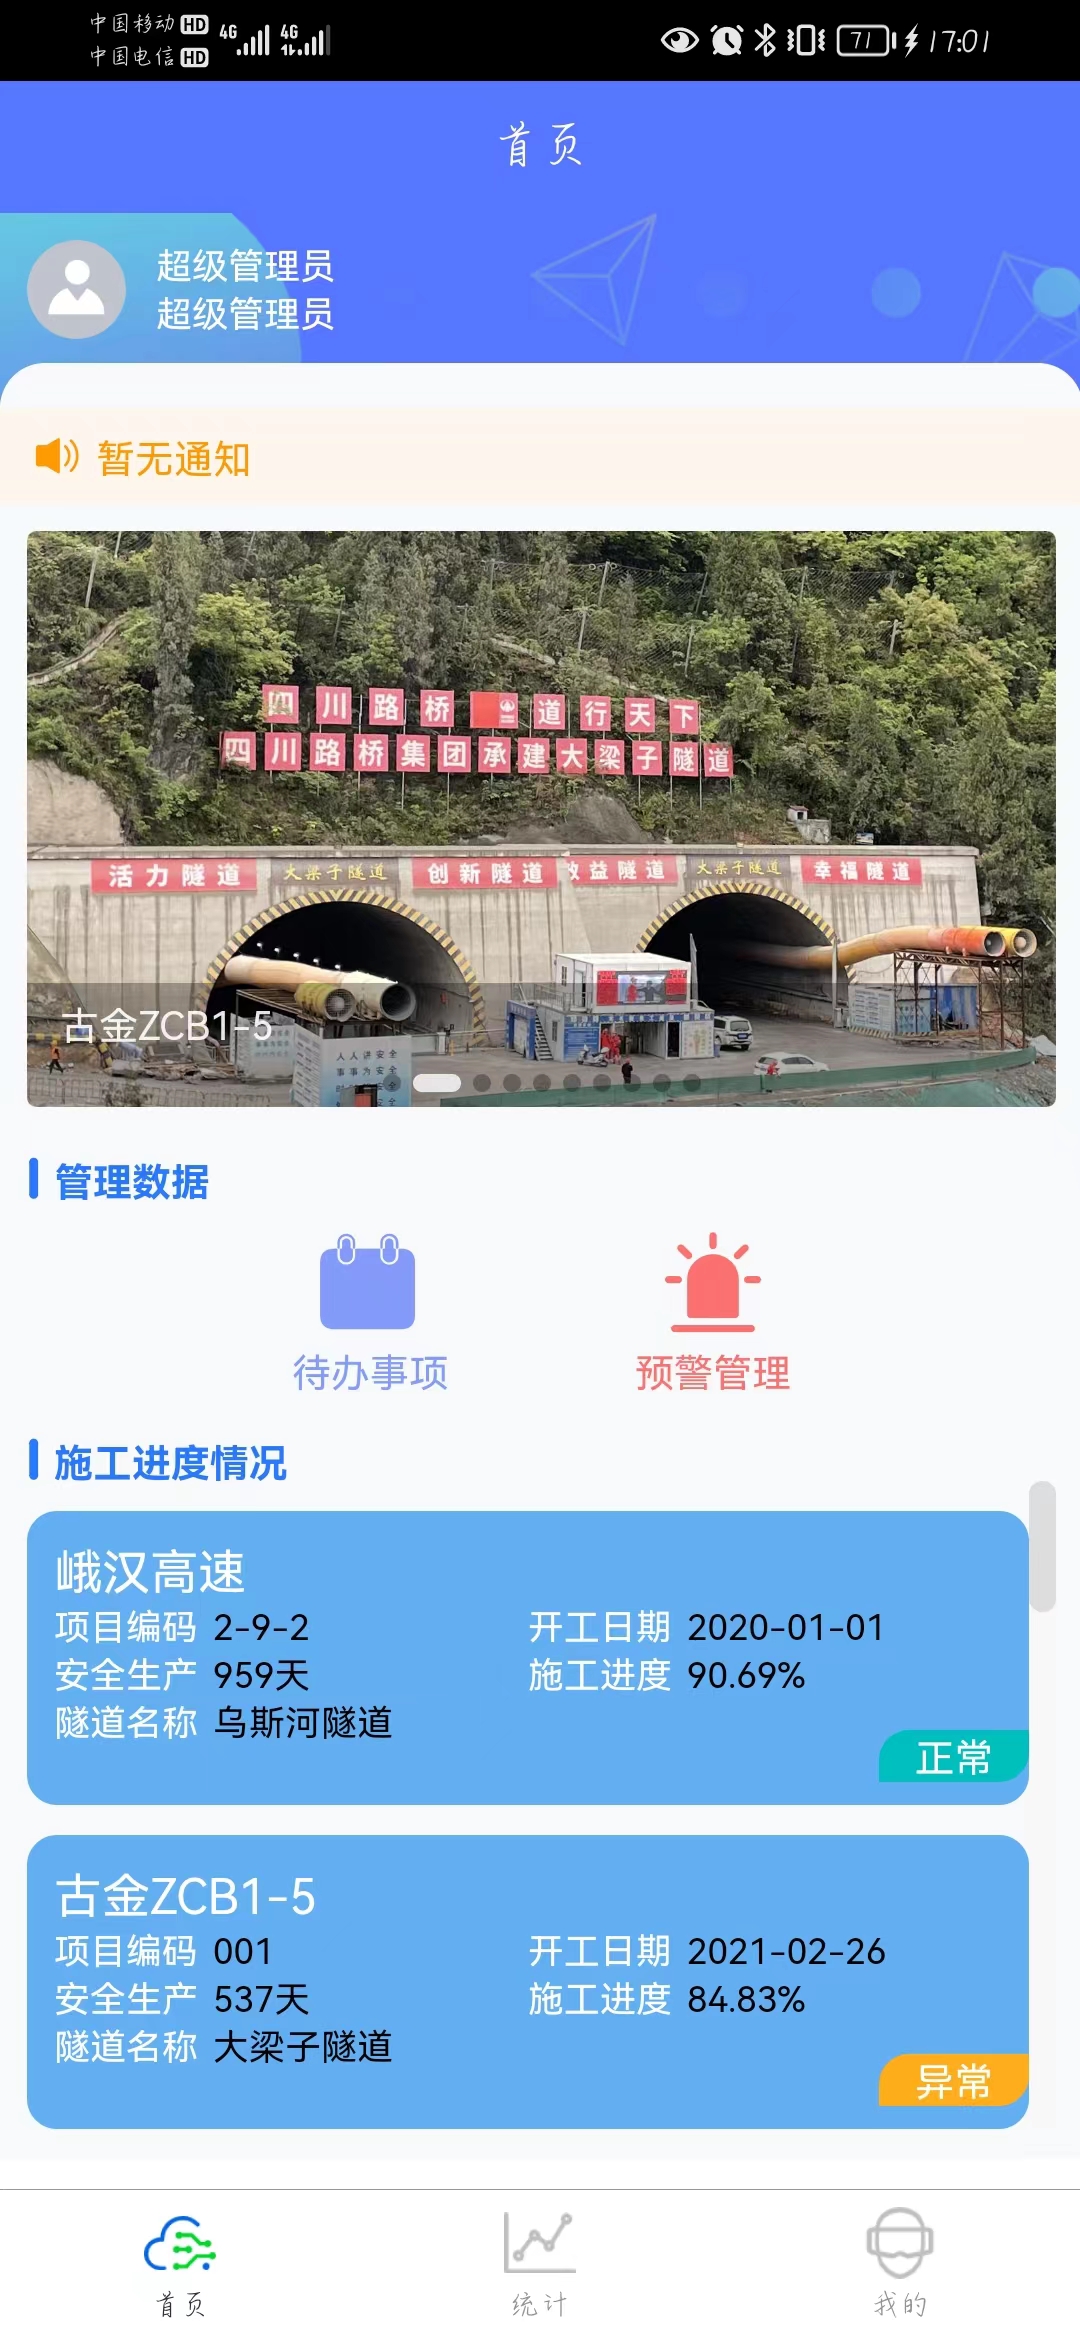 中国移动 HD 4G 4G 71 17:01
中国电信 HD
首页
超级管理员
超级管理员
暂无通知
四川路桥 道行天下
四川路桥集团承建大梁子隧道
活力隧道 大梁子隧道 创新隧道 效益隧道 大梁子隧道 幸福隧道
古金ZCB1-5
人人讲安全
事事为安全
管理数据
待办事项 预警管理
施工进度情况
峨汉高速
项目编码 2-9-2 开工日期 2020-01-01
安全生产 959天 施工进度 90.69%
隧道名称 乌斯河隧道
正常
古金ZCB1-5
项目编码 001 开工日期 2021-02-26
安全生产 537天 施工进度 84.83%
隧道名称 大梁子隧道
异常
首页 统计 我的